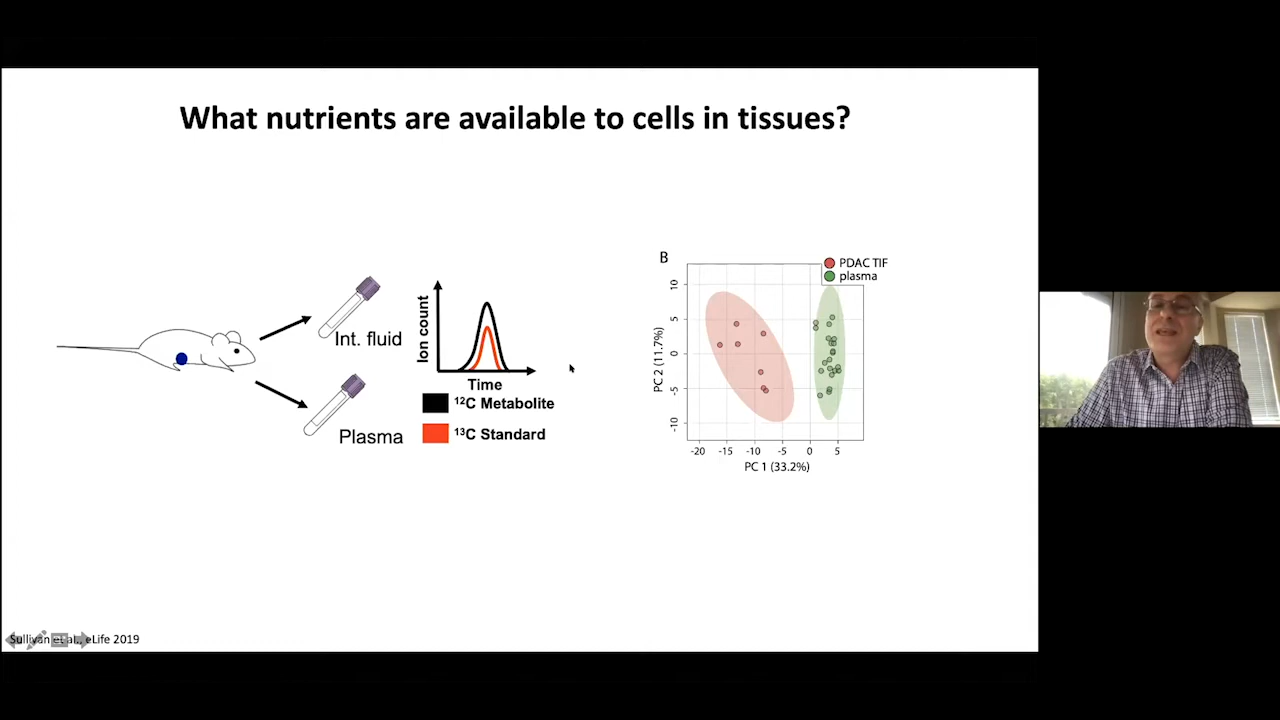 What nutrients are available to cells in tissues?
Int. fluid
Plasma
Ion count
Time
¹²C Metabolite
¹³C Standard
B
PDAC TIF
plasma
PC 2 (11.7%)
10
5
0
-5
-10
-20 -15 -10 -5 0 5
PC 1 (33.2%)
Sullivan et al., eLife 2019